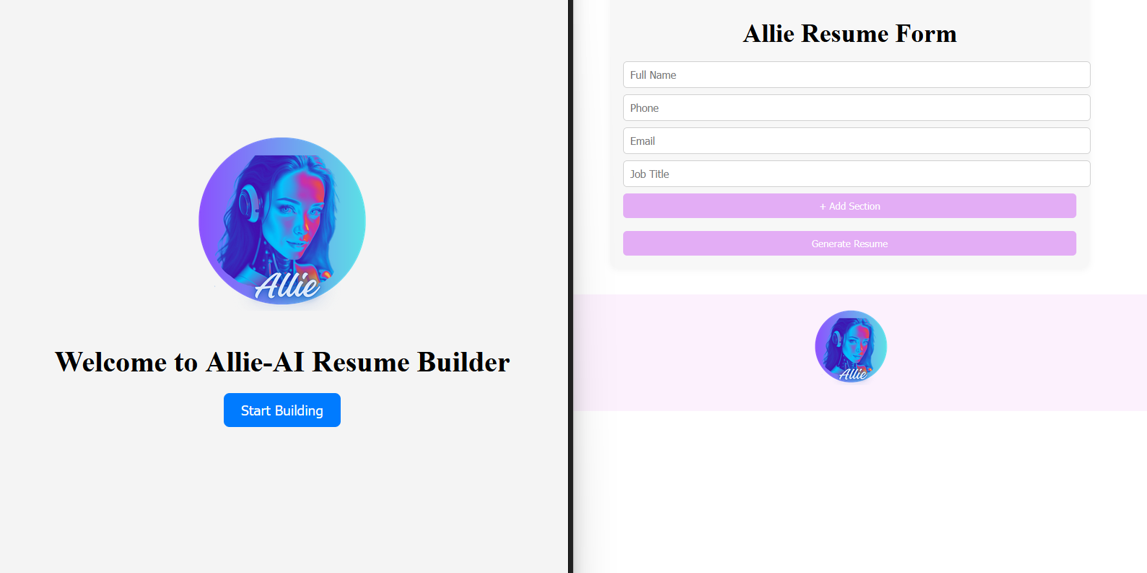 Allie
Welcome to Allie-AI Resume Builder
Start Building
Allie Resume Form
Full Name
Phone
Email
Job Title
+ Add Section
Generate Resume
Allie